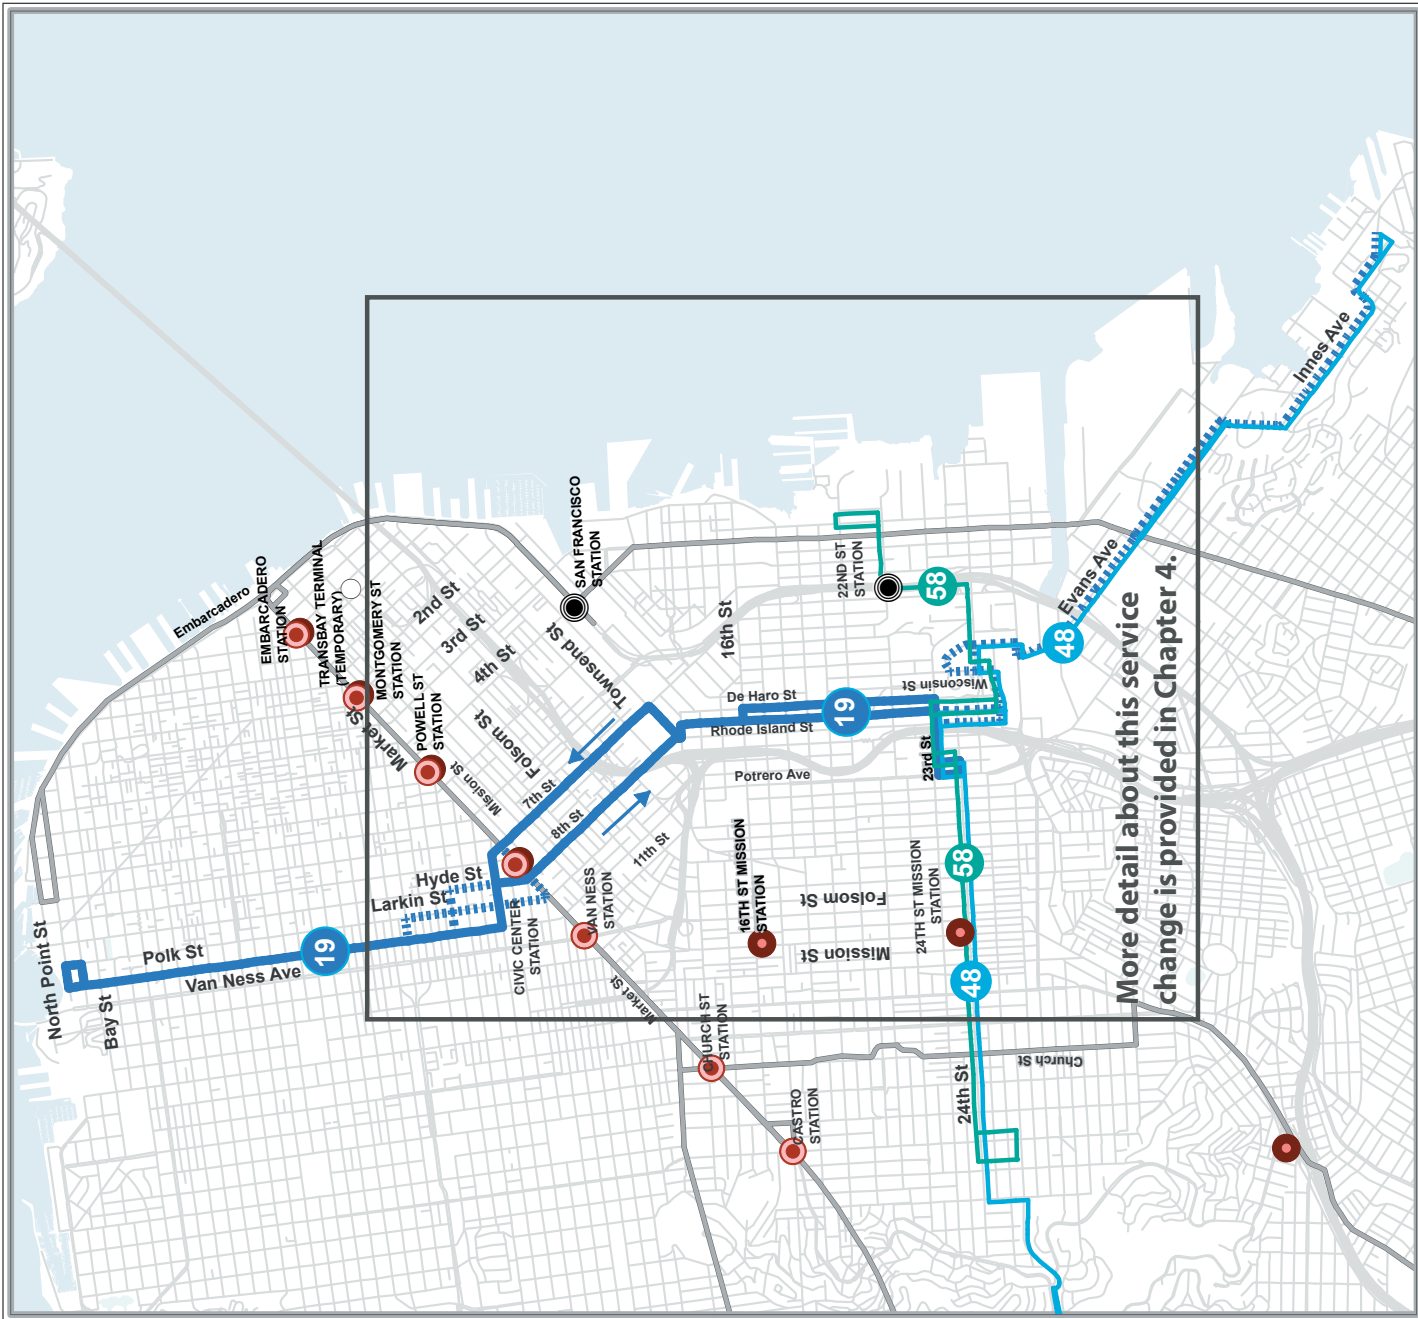 Embarcadero
EMBARCADERO
STATION
TRANSBAY TERMINAL
(TEMPORARY)
MONTGOMERY ST
STATION
POWELL ST
STATION
Market St
Mission St
Folsom St
2nd St
3rd St
4th St
Townsend St
SAN FRANCISCO
STATION
7th St
8th St
11th St
16th St
22ND ST
STATION
58
Evans Ave
48
Innes Ave
Wisconsin St
De Haro St
19
Rhode Island St
23rd St
Potrero Ave
Hyde St
Larkin St
CIVIC CENTER
STATION
VAN NESS
STATION
16TH ST MISSION
STATION
Folsom St
Mission St
24TH ST MISSION
STATION
58
48
More detail about this service
change is provided in Chapter 4.
North Point St
Bay St
Polk St
Van Ness Ave
19
Market St
CHURCH ST
STATION
Church St
CASTRO
STATION
24th St